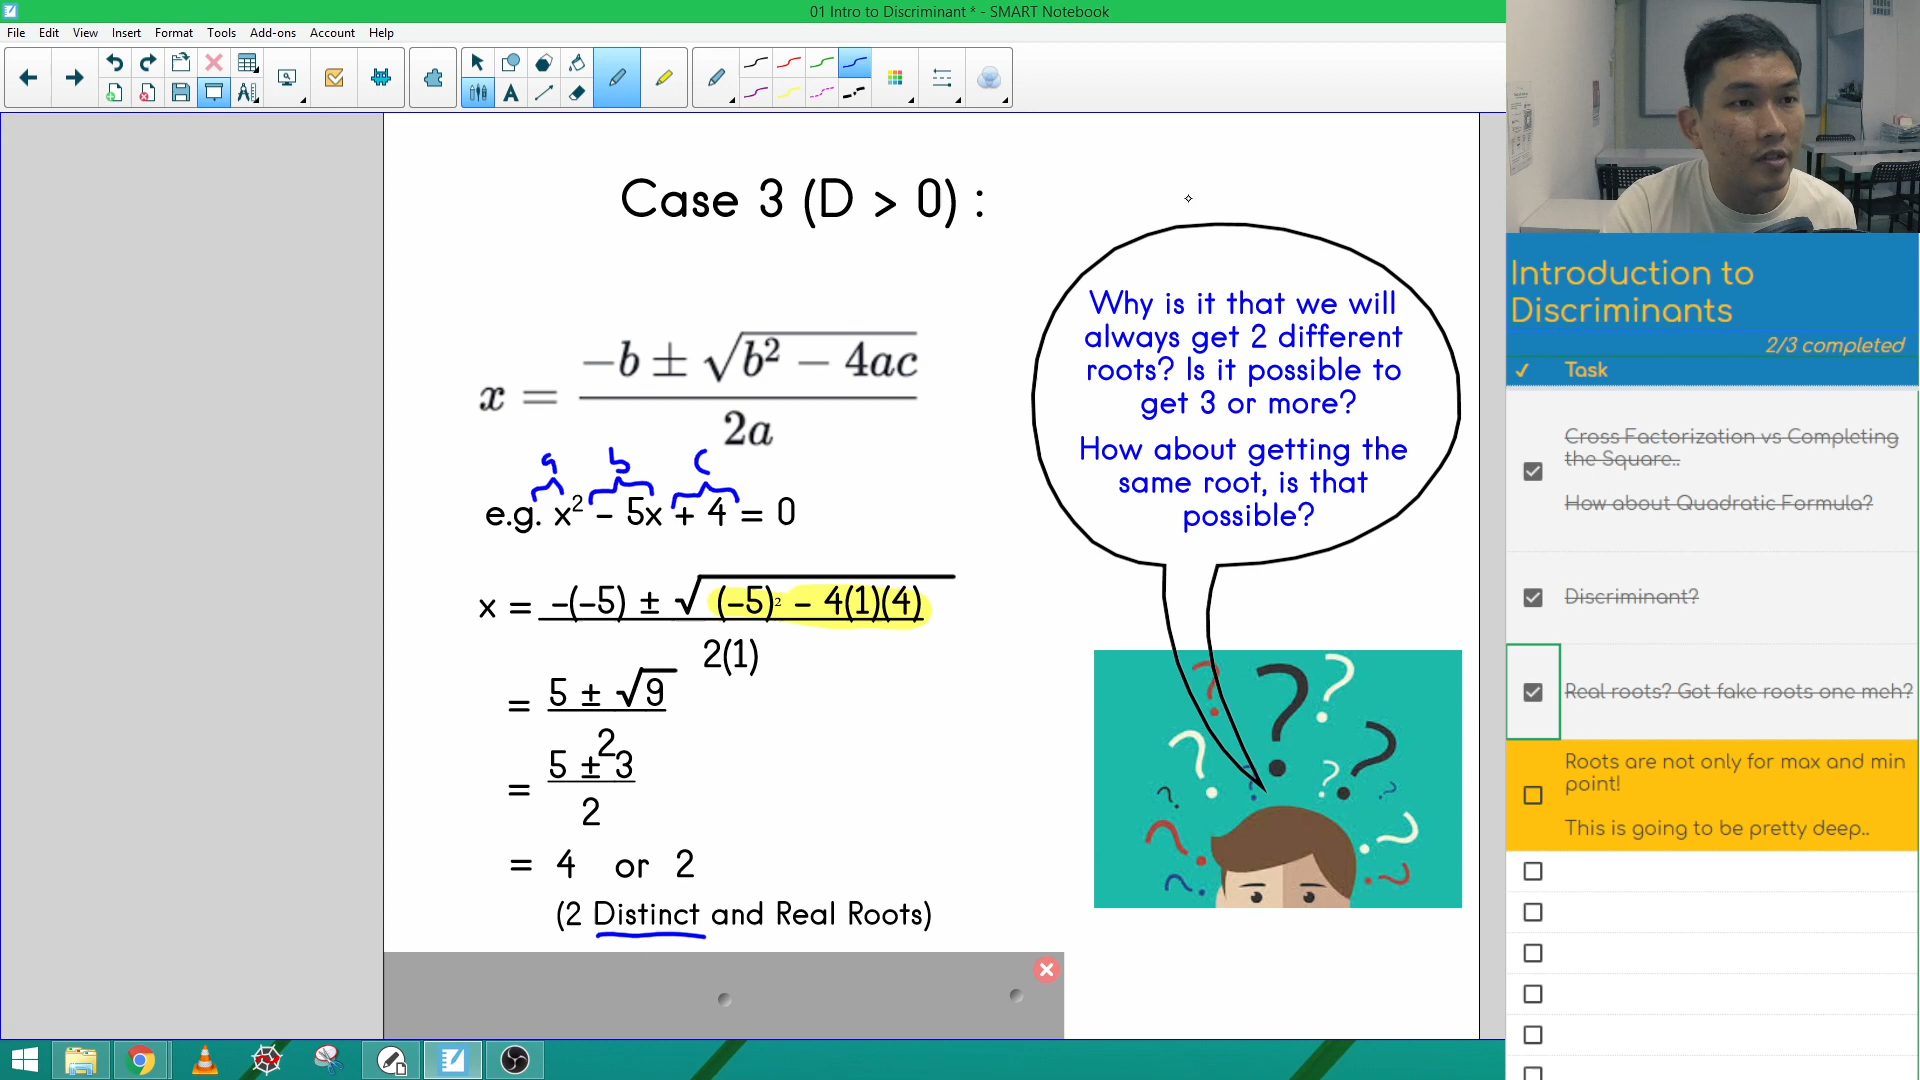 01 Intro to Discriminant * - SMART Notebook
File Edit View Insert Format Tools Add-ons Account Help
Case 3 (D > 0) :
x = −b ± √b² − 4ac
2a
a b c
e.g. x² − 5x + 4 = 0
x = −(−5) ± √(−5)² − 4(1)(4)
2(1)
= 5 ± √9
2
= 5 ± 3
2
= 4 or 2
(2 Distinct and Real Roots)
Why is it that we will
always get 2 different
roots? Is it possible to
get 3 or more?
How about getting the
same root, is that
possible?
Introduction to
Discriminants
2/3 completed
✓ Task
Cross Factorization vs Completing
the Square..
How about Quadratic Formula?
Discriminant?
Real roots? Got fake roots one meh?
Roots are not only for max and min
point!
This is going to be pretty deep..